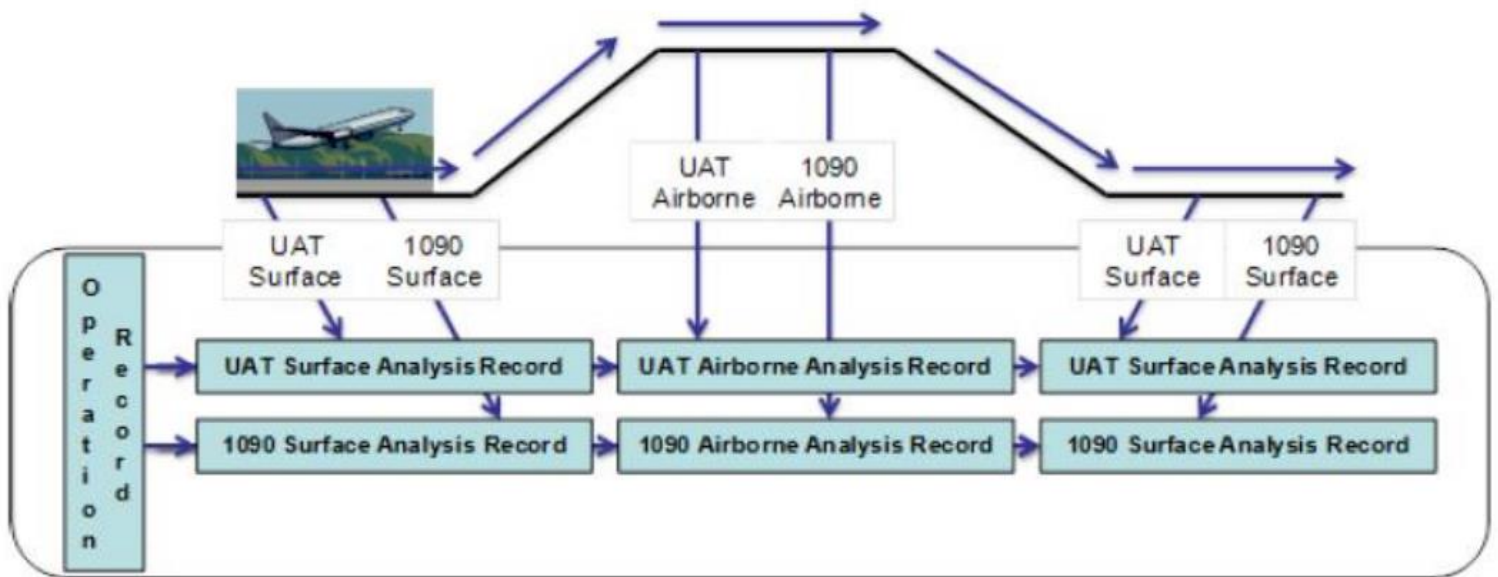 UAT
Airborne
1090
Airborne
UAT
Surface
1090
Surface
UAT
Surface
1090
Surface
Operation
Record
UAT Surface Analysis Record
UAT Airborne Analysis Record
UAT Surface Analysis Record
1090 Surface Analysis Record
1090 Airborne Analysis Record
1090 Surface Analysis Record